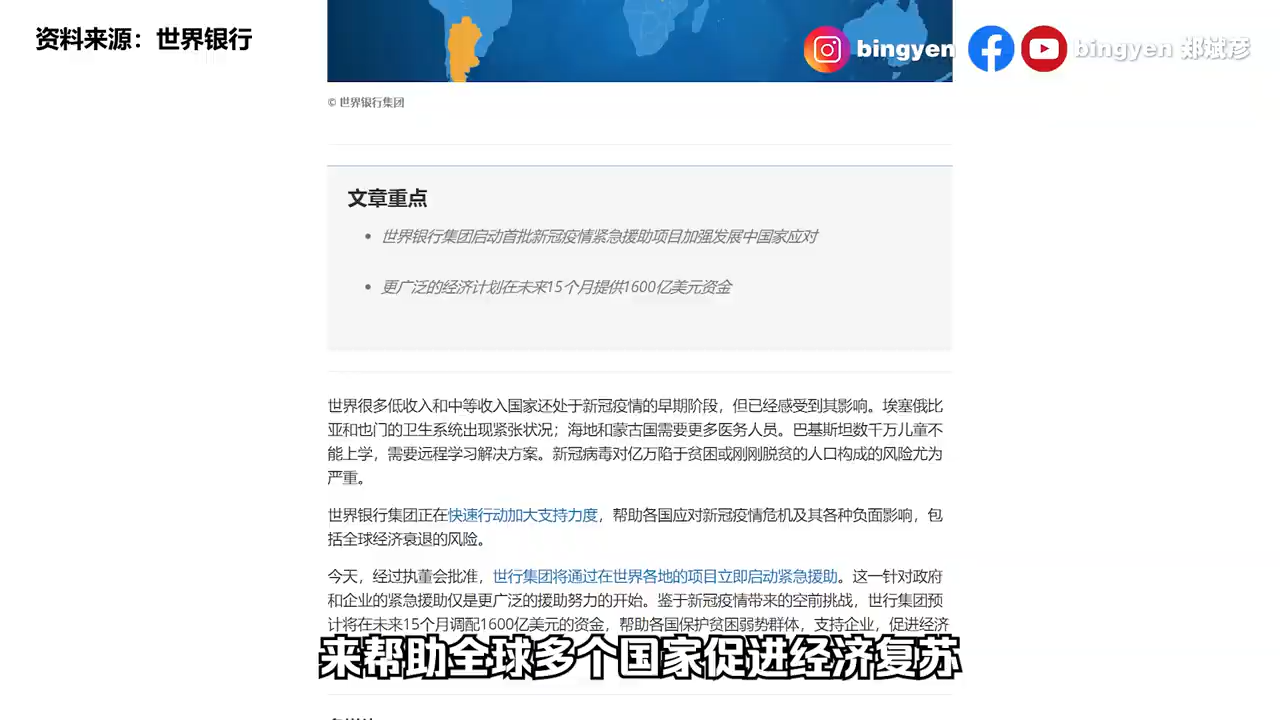 资料来源：世界银行
bingyen
bingyen 郑斌彦
© 世界银行集团
文章重点
• 世界银行集团启动首批新冠疫情紧急援助项目加强发展中国家应对
• 更广泛的经济计划在未来15个月提供1600亿美元资金
世界很多低收入和中等收入国家还处于新冠疫情的早期阶段，但已经感受到其影响。埃塞俄比
亚和也门的卫生系统出现紧张状况；海地和蒙古国需要更多医务人员。巴基斯坦数千万儿童不
能上学，需要远程学习解决方案。新冠病毒对亿万陷于贫困或刚刚脱贫的人口构成的风险尤为
严重。
世界银行集团正在快速行动加大支持力度，帮助各国应对新冠疫情危机及其各种负面影响，包
括全球经济衰退的风险。
今天，经过执董会批准，世行集团将通过在世界各地的项目立即启动紧急援助。这一针对政府
和企业的紧急援助仅是更广泛的援助努力的开始。鉴于新冠疫情带来的空前挑战，世行集团预
计将在未来15个月调配1600亿美元的资金，帮助各国保护贫困弱势群体，支持企业，促进经济
来帮助全球多个国家促进经济复苏